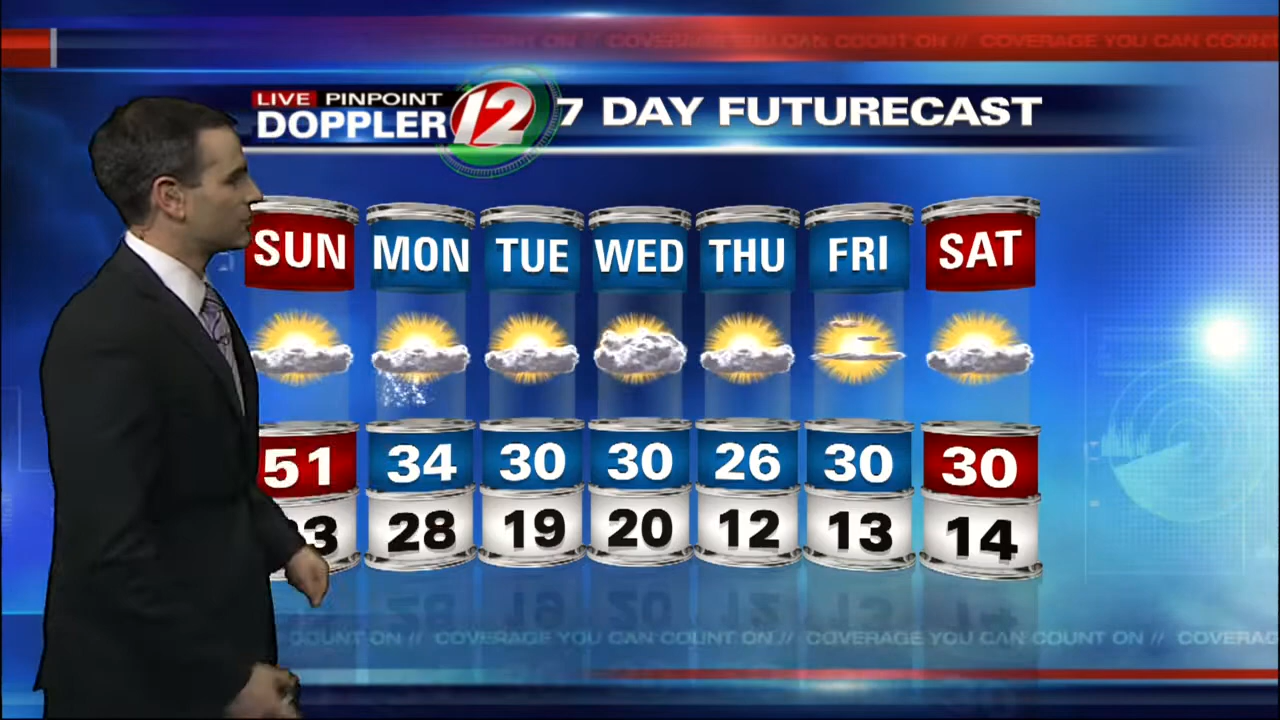 COVERAGE YOU CAN COUNT ON // COVERAGE YOU CAN COUNT
LIVE PINPOINT
DOPPLER 12 7 DAY FUTURECAST
SUN MON TUE WED THU FRI SAT
51 34 30 30 26 30 30
3 28 19 20 12 13 14
COUNT ON // COVERAGE YOU CAN COUNT ON // COVERAGE YOU CAN COUNT ON // COVERAG